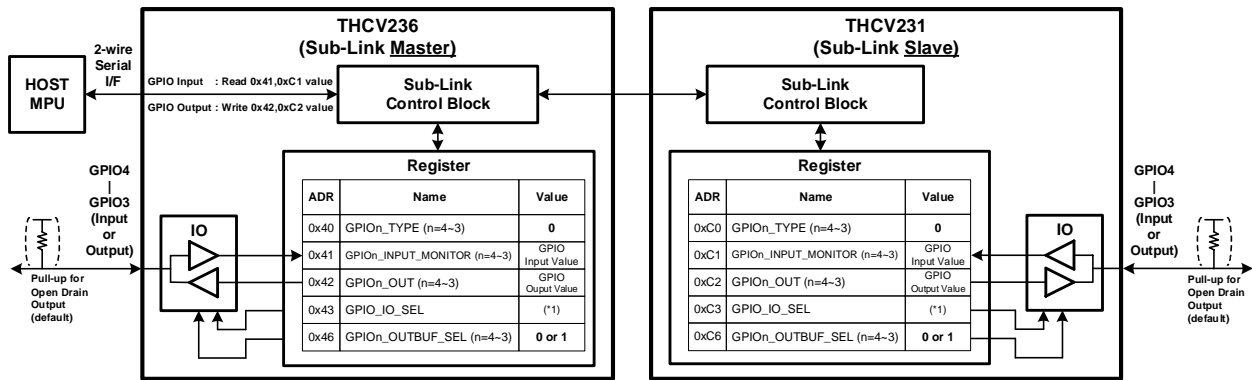 THCV236
(Sub-Link Master)
2-wire
Serial
I/F
HOST
MPU
GPIO Input : Read 0x41,0xC1 value
GPIO Output : Write 0x42,0xC2 value
Sub-Link
Control Block
GPIO4
|
GPIO3
(Input
or
Output)
Pull-up for
Open Drain
Output
(default)
IO
Register
ADR Name Value
0x40 GPIOn_TYPE (n=4~3) 0
0x41 GPIOn_INPUT_MONITOR (n=4~3) GPIO
Input Value
0x42 GPIOn_OUT (n=4~3) GPIO
Ouput Value
0x43 GPIO_IO_SEL (*1)
0x46 GPIOn_OUTBUF_SEL (n=4~3) 0 or 1
THCV231
(Sub-Link Slave)
Sub-Link
Control Block
Register
ADR Name Value
0xC0 GPIOn_TYPE (n=4~3) 0
0xC1 GPIOn_INPUT_MONITOR (n=4~3) GPIO
Input Value
0xC2 GPIOn_OUT (n=4~3) GPIO
Output Value
0xC3 GPIO_IO_SEL (*1)
0xC6 GPIOn_OUTBUF_SEL (n=4~3) 0 or 1
IO
GPIO4
|
GPIO3
(Input
or
Output)
Pull-up for
Open Drain
Output
(default)